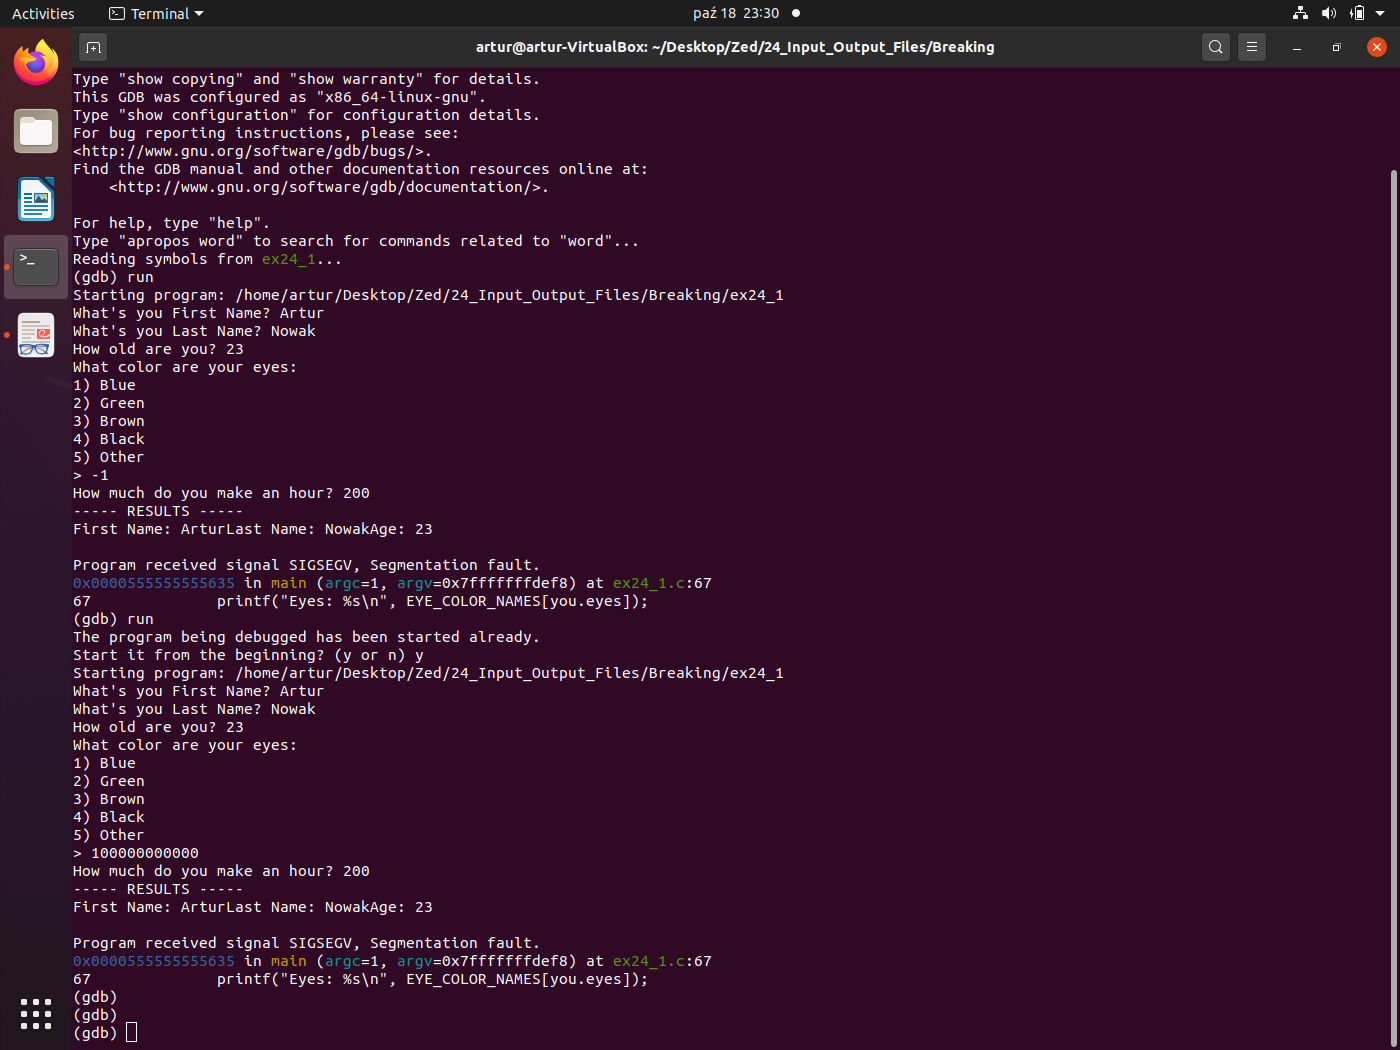 Activities
Terminal
paź 18 23:30
artur@artur-VirtualBox: ~/Desktop/Zed/24_Input_Output_Files/Breaking
Type "show copying" and "show warranty" for details.
This GDB was configured as "x86_64-linux-gnu".
Type "show configuration" for configuration details.
For bug reporting instructions, please see:
<http://www.gnu.org/software/gdb/bugs/>.
Find the GDB manual and other documentation resources online at:
    <http://www.gnu.org/software/gdb/documentation/>.

For help, type "help".
Type "apropos word" to search for commands related to "word"...
Reading symbols from ex24_1...
(gdb) run
Starting program: /home/artur/Desktop/Zed/24_Input_Output_Files/Breaking/ex24_1
What's you First Name? Artur
What's you Last Name? Nowak
How old are you? 23
What color are your eyes:
1) Blue
2) Green
3) Brown
4) Black
5) Other
> -1
How much do you make an hour? 200
----- RESULTS -----
First Name: ArturLast Name: NowakAge: 23

Program received signal SIGSEGV, Segmentation fault.
0x0000555555555635 in main (argc=1, argv=0x7fffffffdef8) at ex24_1.c:67
67              printf("Eyes: %s\n", EYE_COLOR_NAMES[you.eyes]);
(gdb) run
The program being debugged has been started already.
Start it from the beginning? (y or n) y
Starting program: /home/artur/Desktop/Zed/24_Input_Output_Files/Breaking/ex24_1
What's you First Name? Artur
What's you Last Name? Nowak
How old are you? 23
What color are your eyes:
1) Blue
2) Green
3) Brown
4) Black
5) Other
> 100000000000
How much do you make an hour? 200
----- RESULTS -----
First Name: ArturLast Name: NowakAge: 23

Program received signal SIGSEGV, Segmentation fault.
0x0000555555555635 in main (argc=1, argv=0x7fffffffdef8) at ex24_1.c:67
67              printf("Eyes: %s\n", EYE_COLOR_NAMES[you.eyes]);
(gdb)
(gdb)
(gdb)